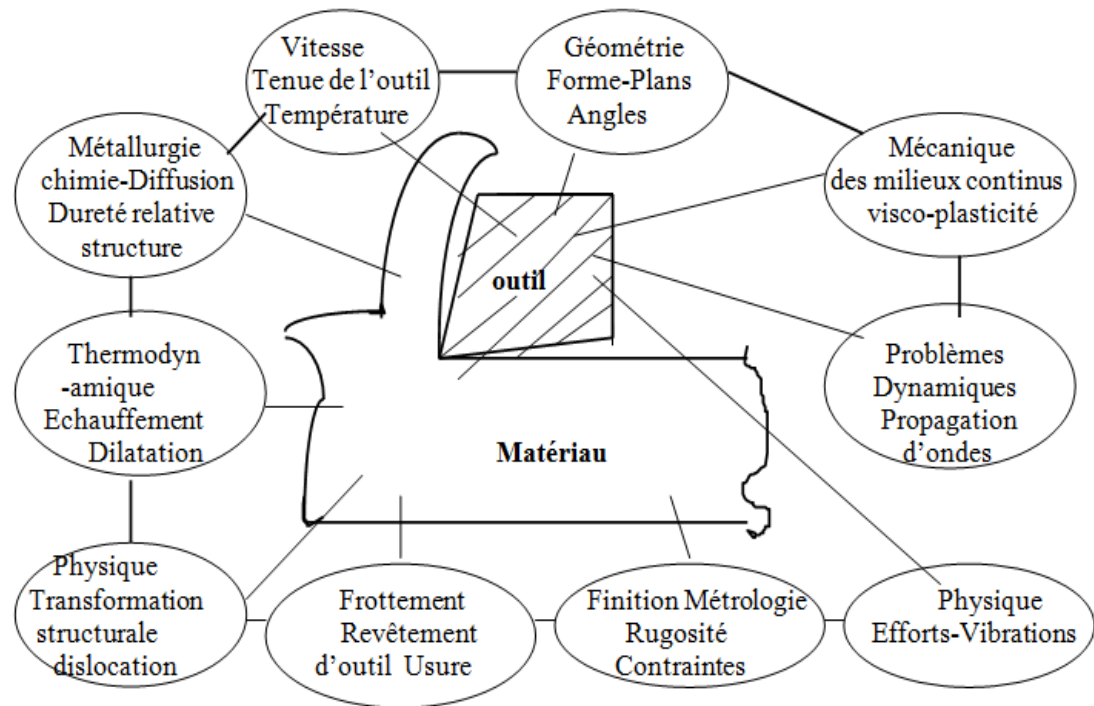 Vitesse
Tenue de l’outil
Température
Géométrie
Forme-Plans
Angles
Métallurgie
chimie-Diffusion
Dureté relative
structure
Mécanique
des milieux continus
visco-plasticité
outil
Thermodyn
-amique
Echauffement
Dilatation
Problèmes
Dynamiques
Propagation
d’ondes
Matériau
Physique
Transformation
structurale
dislocation
Frottement
Revêtement
d’outil Usure
Finition Métrologie
Rugosité
Contraintes
Physique
Efforts-Vibrations